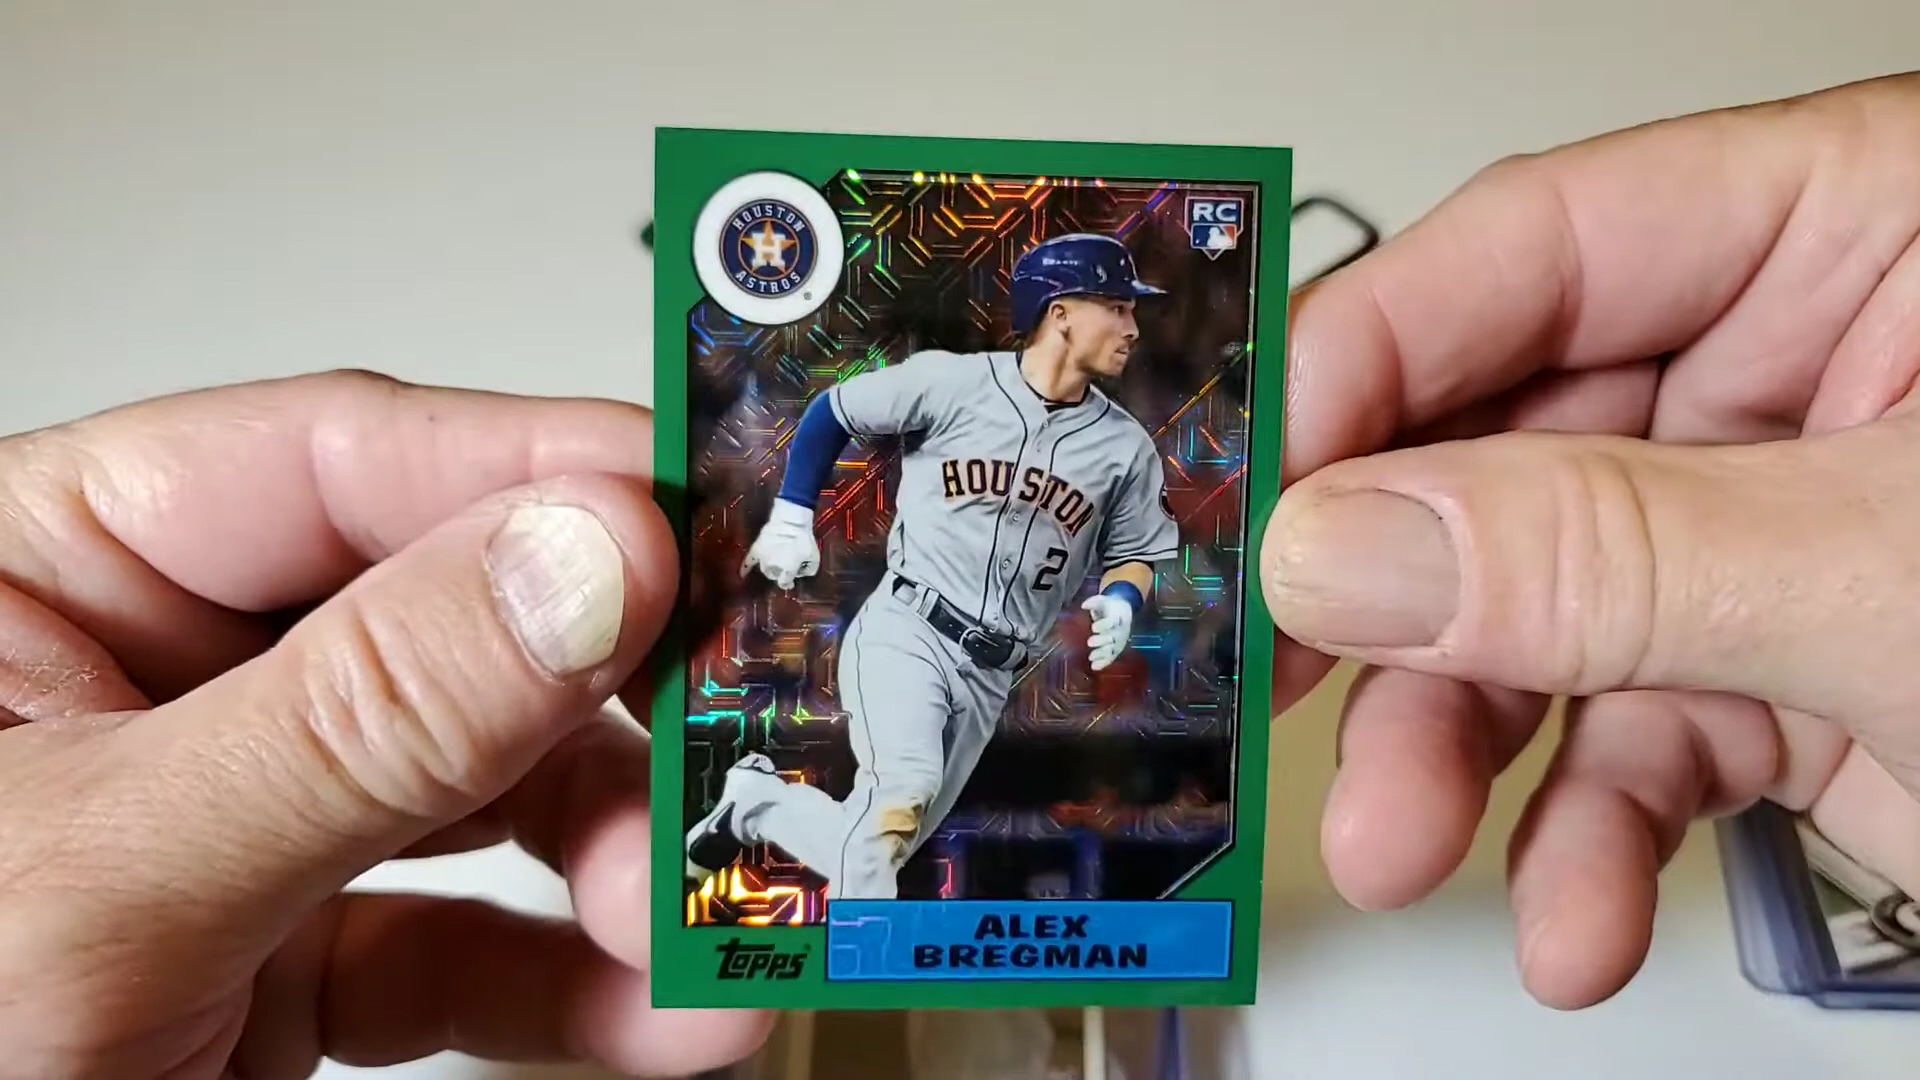 HOUSTON
H
ASTROS
®
RC
HOUSTON
2
ALEX
BREGMAN
Topps®